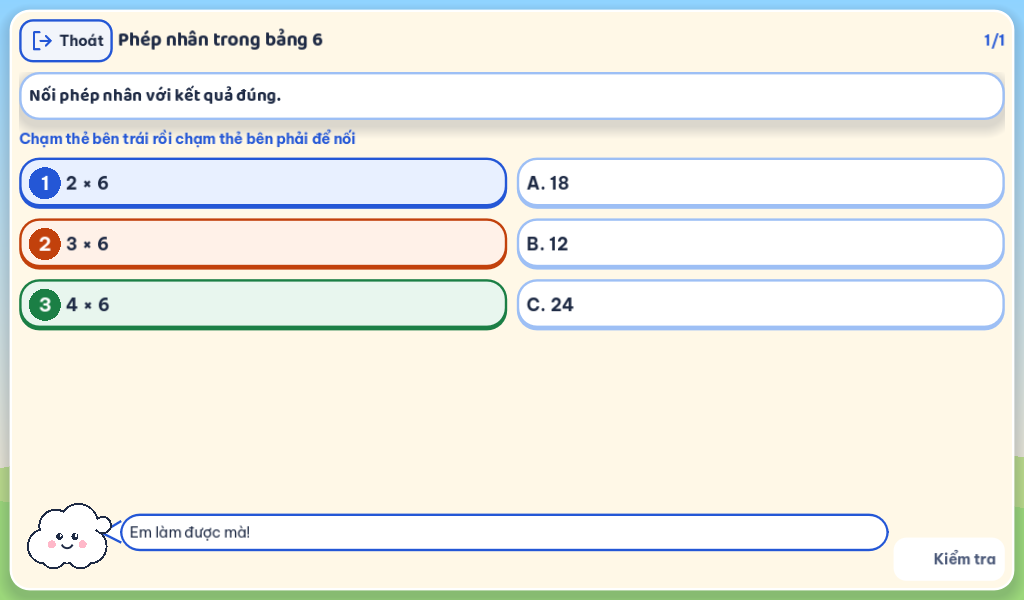 Thoát Phép nhân trong bảng 6 1/1
Nối phép nhân với kết quả đúng.
Chạm thẻ bên trái rồi chạm thẻ bên phải để nối
1 2 × 6 A. 18
2 3 × 6 B. 12
3 4 × 6 C. 24
Em làm được mà!
Kiểm tra